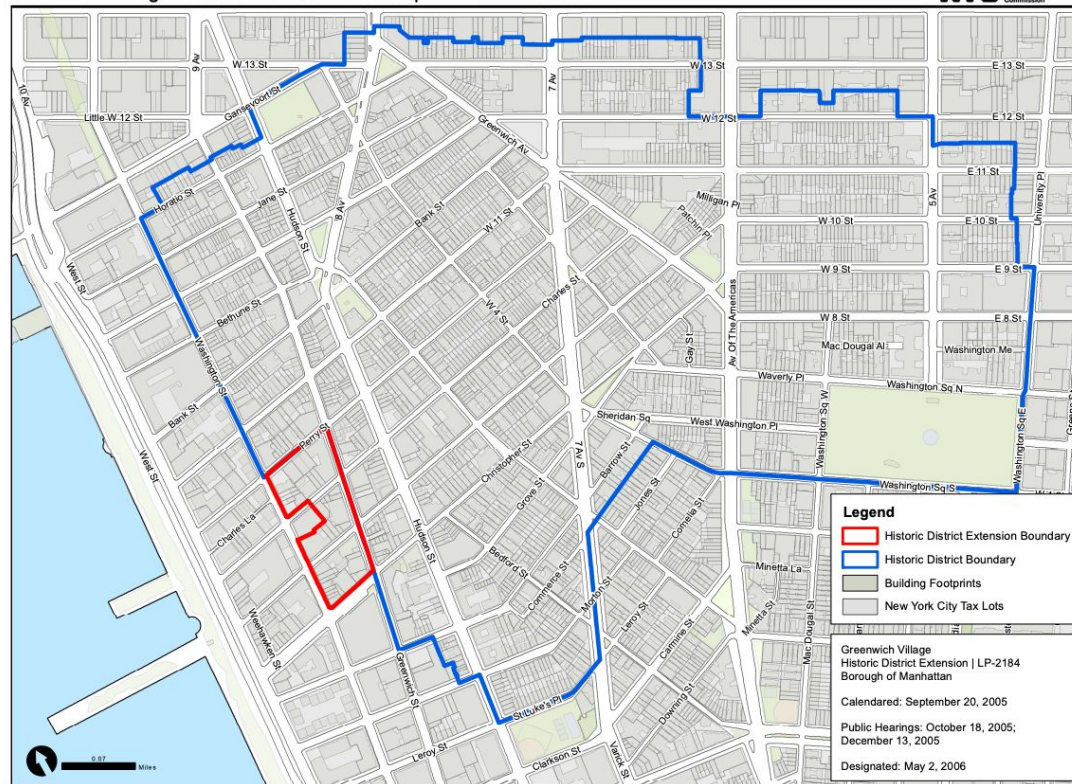 Commission
10 Av
9 Av
W 13 St
Gansevoort St
Little W 12 St
7 Av
W 13 St
E 13 St
W 12 St
E 12 St
Greenwich Av
E 11 St
University Pl
Horatio St
Jane St
Hudson St
8 Av
Bank St
W 11 St
Milligan Pl
Patchin Pl
W 10 St
5 Av
E 10 St
West St
W 9 St
E 9 St
Bethune St
W 4 St
Charles St
Av Of The Americas
W 8 St
E 8 St
Gay St
Mac Dougal Al
Washington Me
Washington St
Waverly Pl
Washington Sq N
Bank St
Perry St
Sheridan Sq
West Washington Pl
Washington Sq W
Washington Sq E
Greene St
West St
Christopher St
7 Av S
Barrow St
Jones St
Washington Sq S
Charles La
Grove St
Cornelia St
Hudson St
Bedford St
Commerce St
Minetta La
Morton St
Leroy St
Minetta St
Mac Dougal St
Weehawken St
Carmine St
Greenwich St
St Luke's Pl
Downing St
Leroy St
Clarkson St
Varick St
Legend
Historic District Extension Boundary
Historic District Boundary
Building Footprints
New York City Tax Lots
Greenwich Village
Historic District Extension | LP-2184
Borough of Manhattan
Calendared: September 20, 2005
Public Hearings: October 18, 2005;
December 13, 2005
Designated: May 2, 2006
0.07
Miles